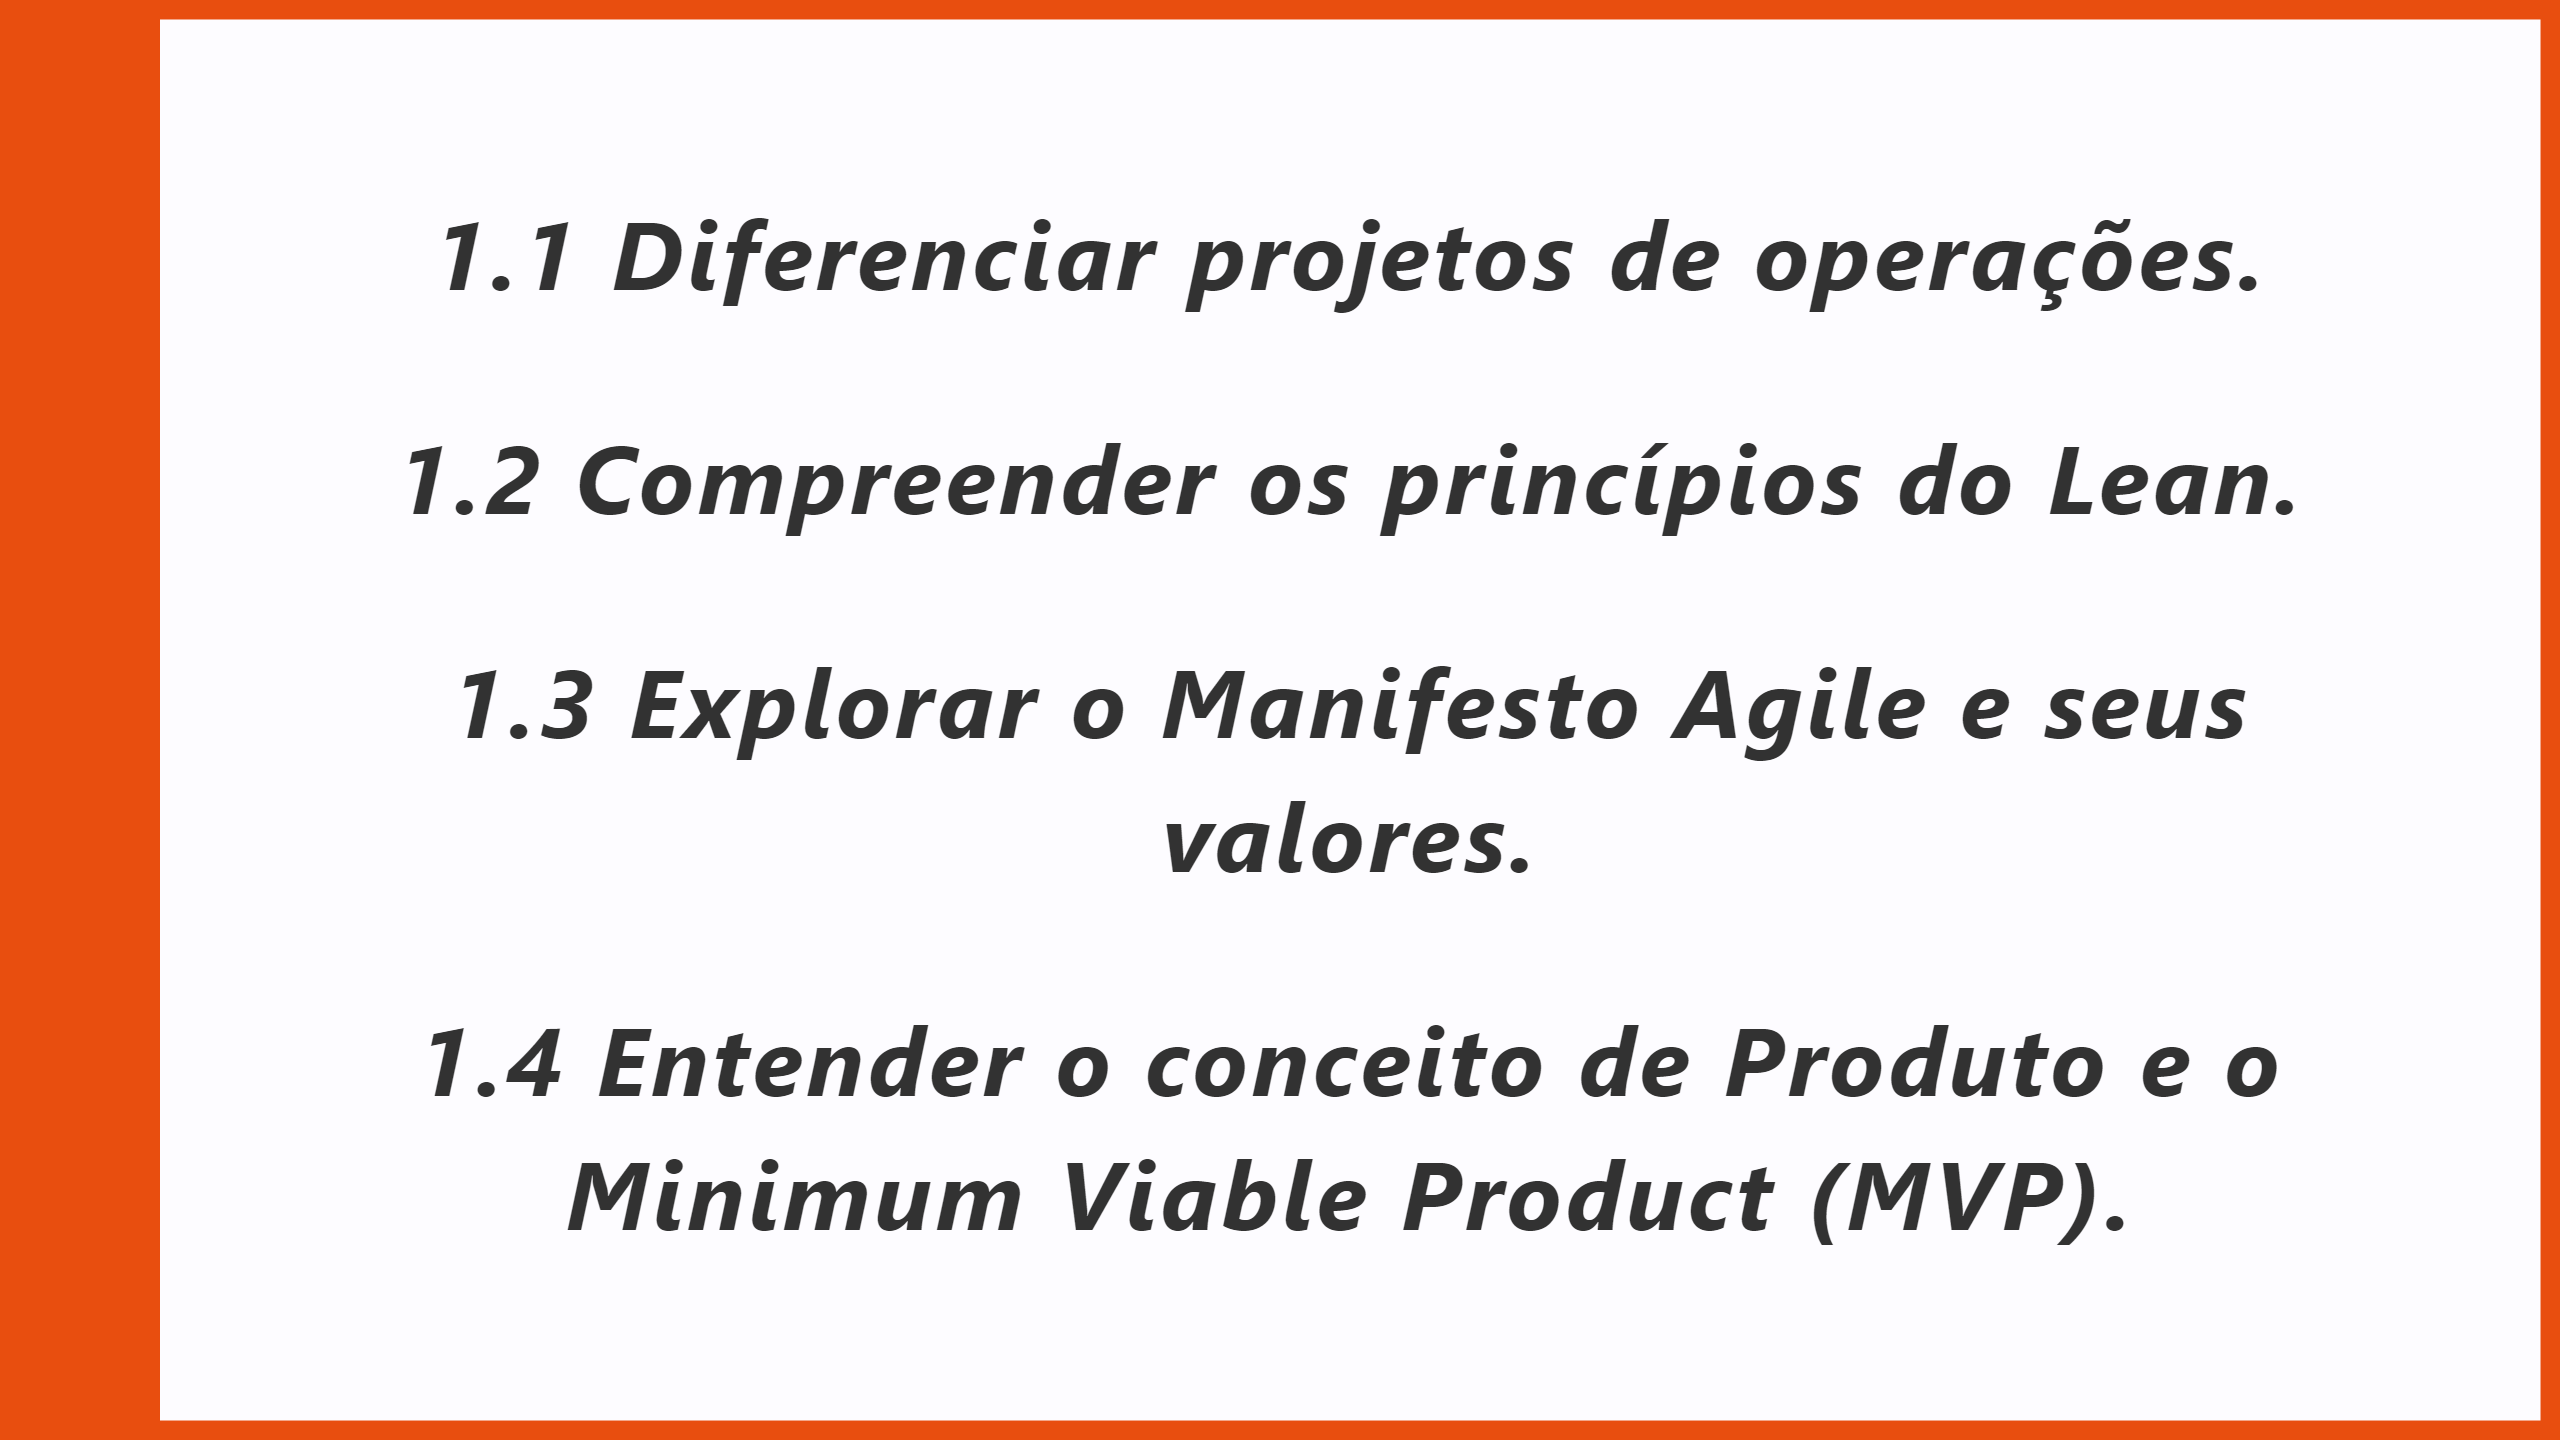 1.1 Diferenciar projetos de operações.
1.2 Compreender os princípios do Lean.
1.3 Explorar o Manifesto Agile e seus
valores.
1.4 Entender o conceito de Produto e o
Minimum Viable Product (MVP).